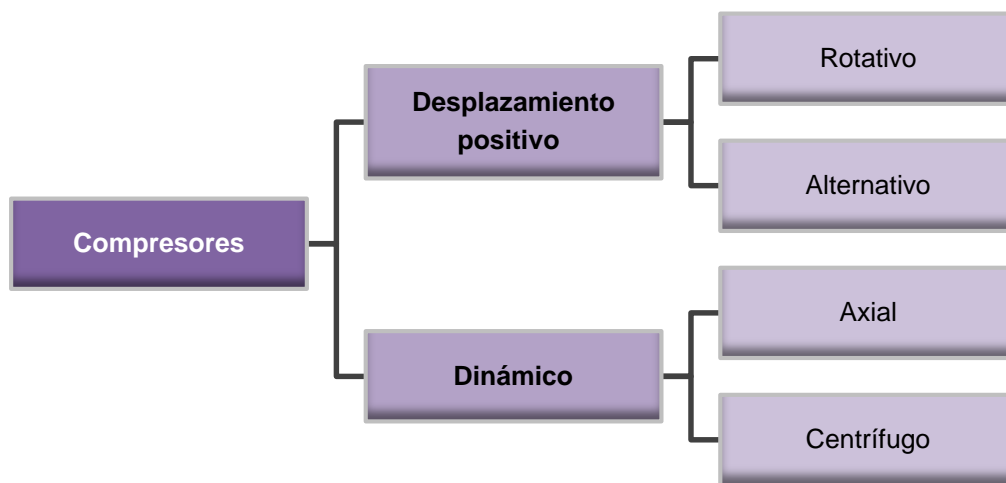 Compresores
Desplazamiento
positivo
Rotativo
Alternativo
Dinámico
Axial
Centrífugo